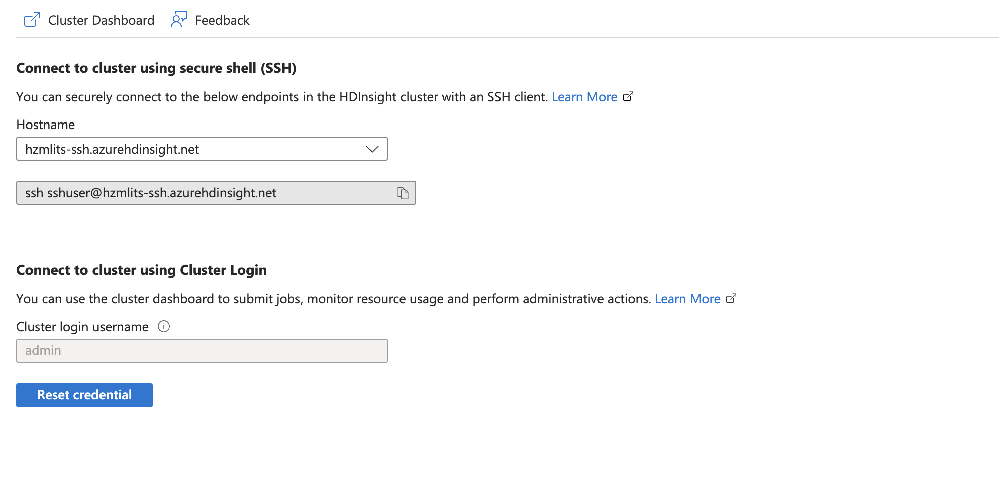 Cluster Dashboard Feedback
Connect to cluster using secure shell (SSH)
You can securely connect to the below endpoints in the HDInsight cluster with an SSH client. Learn More
Hostname
hzmlits-ssh.azurehdinsight.net
ssh sshuser@hzmlits-ssh.azurehdinsight.net
Connect to cluster using Cluster Login
You can use the cluster dashboard to submit jobs, monitor resource usage and perform administrative actions. Learn More
Cluster login username
admin
Reset credential